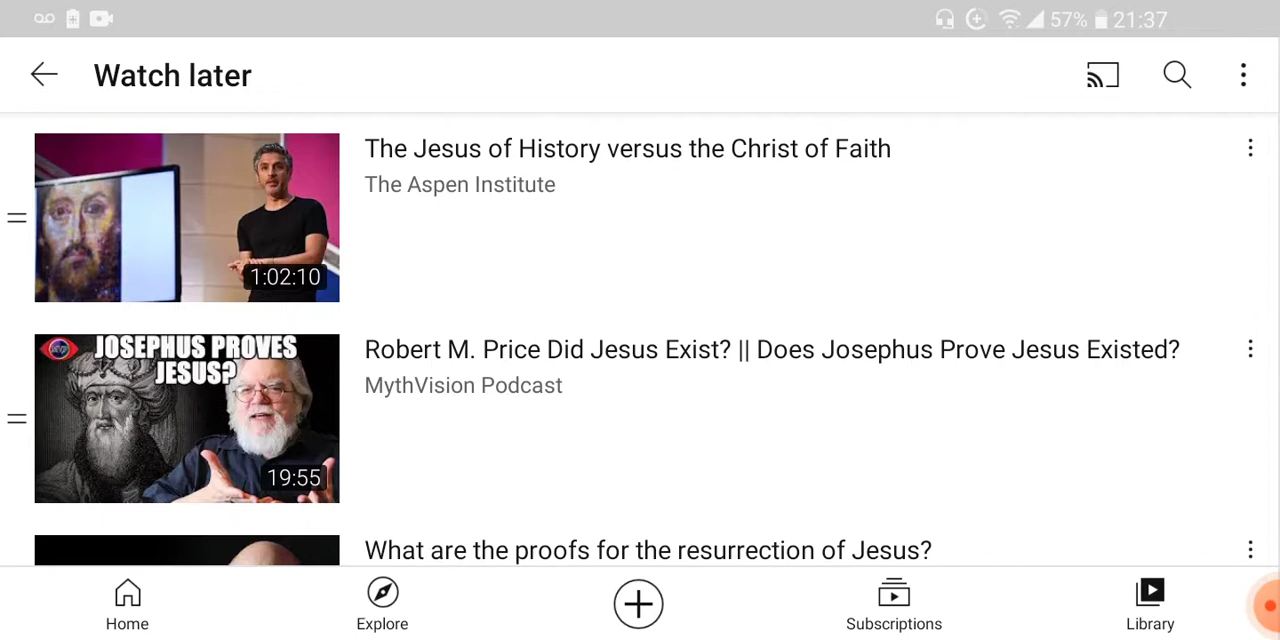 57% 21:37
Watch later
The Jesus of History versus the Christ of Faith
The Aspen Institute
1:02:10
JOSEPHUS PROVES
JESUS?
Robert M. Price Did Jesus Exist? || Does Josephus Prove Jesus Existed?
MythVision Podcast
19:55
What are the proofs for the resurrection of Jesus?
Home
Explore
Subscriptions
Library